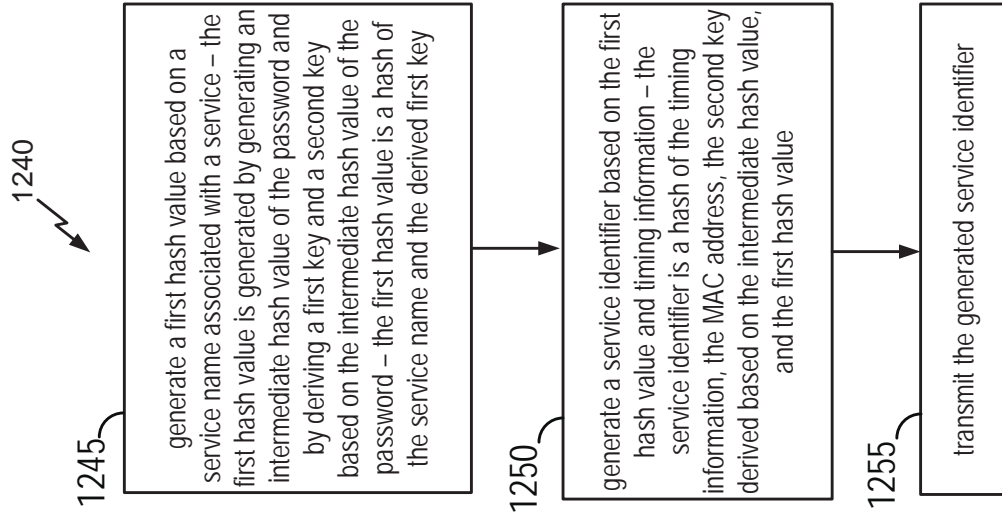 1240
1245
generate a first hash value based on a
service name associated with a service – the
first hash value is generated by generating an
intermediate hash value of the password and
by deriving a first key and a second key
based on the intermediate hash value of the
password – the first hash value is a hash of
the service name and the derived first key
1250
generate a service identifier based on the first
hash value and timing information – the
service identifier is a hash of the timing
information, the MAC address, the second key
derived based on the intermediate hash value,
and the first hash value
1255
transmit the generated service identifier